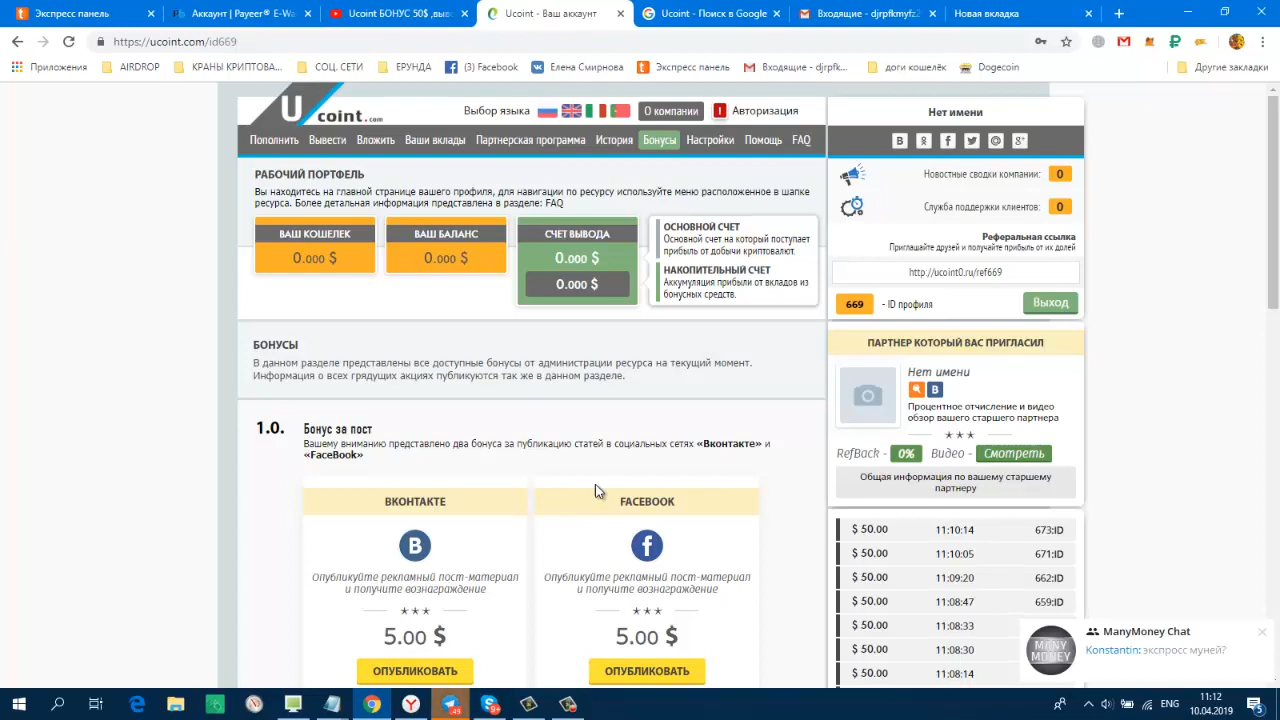 Экспресс панель
Аккаунт | Payeer® E-Wa
Ucoint БОНУС 50$ ,выво
Ucoint - Ваш аккаунт
Ucoint - Поиск в Google
Входящие - djrpfkmyfz2
Новая вкладка
https://ucoint.com/id669
Приложения
AIRDROP
КРАНЫ КРИПТОВА...
СОЦ. СЕТИ
ЕРУНДА
(3) Facebook
Елена Смирнова
Экспресс панель
Входящие - djrpfk...
доги кошелёк
Dogecoin
Другие закладки
Ucoint.com
Выбор языка
О компании
Авторизация
Пополнить
Вывести
Вложить
Ваши вклады
Партнерская программа
История
Бонусы
Настройки
Помощь
FAQ
РАБОЧИЙ ПОРТФЕЛЬ
Вы находитесь на главной странице вашего профиля, для навигации по ресурсу используйте меню расположенное в шапке
ресурса. Более детальная информация представлена в разделе: FAQ
ВАШ КОШЕЛЕК
0.000 $
ВАШ БАЛАНС
0.000 $
СЧЕТ ВЫВОДА
0.000 $
0.000 $
ОСНОВНОЙ СЧЕТ
Основной счет на который поступает
прибыль от добычи криптовалют.
НАКОПИТЕЛЬНЫЙ СЧЕТ
Аккумуляция прибыли от вкладов из
бонусных средств.
БОНУСЫ
В данном разделе представлены все доступные бонусы от администрации ресурса на текущий момент.
Информация о всех грядущих акциях публикуются так же в данном разделе.
1.0.
Бонус за пост
Вашему вниманию представлено два бонуса за публикацию статей в социальных сетях «Вконтакте» и
«FaceBook»
ВКОНТАКТЕ
В
Опубликуйте рекламный пост-материал
и получите вознаграждение
5.00 $
ОПУБЛИКОВАТЬ
FACEBOOK
f
Опубликуйте рекламный пост-материал
и получите вознаграждение
5.00 $
ОПУБЛИКОВАТЬ
Нет имени
Новостные сводки компании:
0
Служба поддержки клиентов:
0
Реферальная ссылка
Приглашайте друзей и получайте прибыль от их долей
http://ucoint0.ru/ref669
669
- ID профиля
Выход
ПАРТНЕР КОТОРЫЙ ВАС ПРИГЛАСИЛ
Нет имени
Процентное отчисление и видео
обзор вашего старшего партнера
RefBack - 0% Видео - Смотреть
Общая информация по вашему старшему
партнеру
$ 50.00 11:10:14 673:ID
$ 50.00 11:10:05 671:ID
$ 50.00 11:09:20 662:ID
$ 50.00 11:08:47 659:ID
$ 50.00 11:08:33
$ 50.00 11:08:30
$ 50.00 11:08:14
MANY
MONEY
ManyMoney Chat
Konstantin: экспросс муней?
49
9+
ENG
11:12
10.04.2019
5